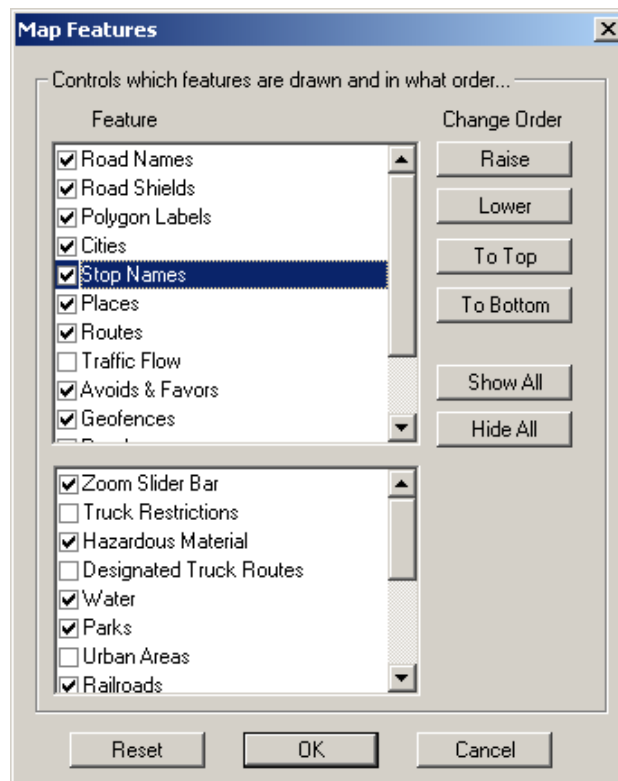 Map Features
Controls which features are drawn and in what order...
Feature
Change Order
Road Names
Road Shields
Polygon Labels
Cities
Stop Names
Places
Routes
Traffic Flow
Avoids & Favors
Geofences
Raise
Lower
To Top
To Bottom
Show All
Hide All
Zoom Slider Bar
Truck Restrictions
Hazardous Material
Designated Truck Routes
Water
Parks
Urban Areas
Railroads
Reset
OK
Cancel